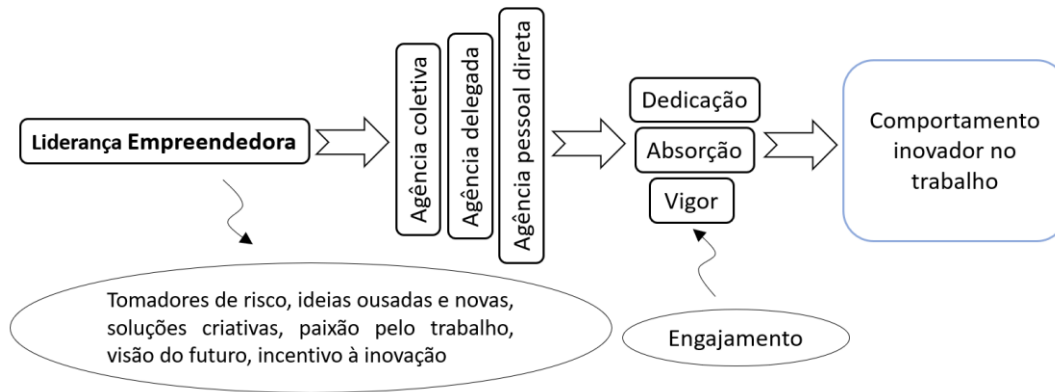 Liderança Empreendedora
Agência coletiva
Agência delegada
Agência pessoal direta
Dedicação
Absorção
Vigor
Comportamento
inovador no
trabalho
Tomadores de risco, ideias ousadas e novas,
soluções criativas, paixão pelo trabalho,
visão do futuro, incentivo à inovação
Engajamento